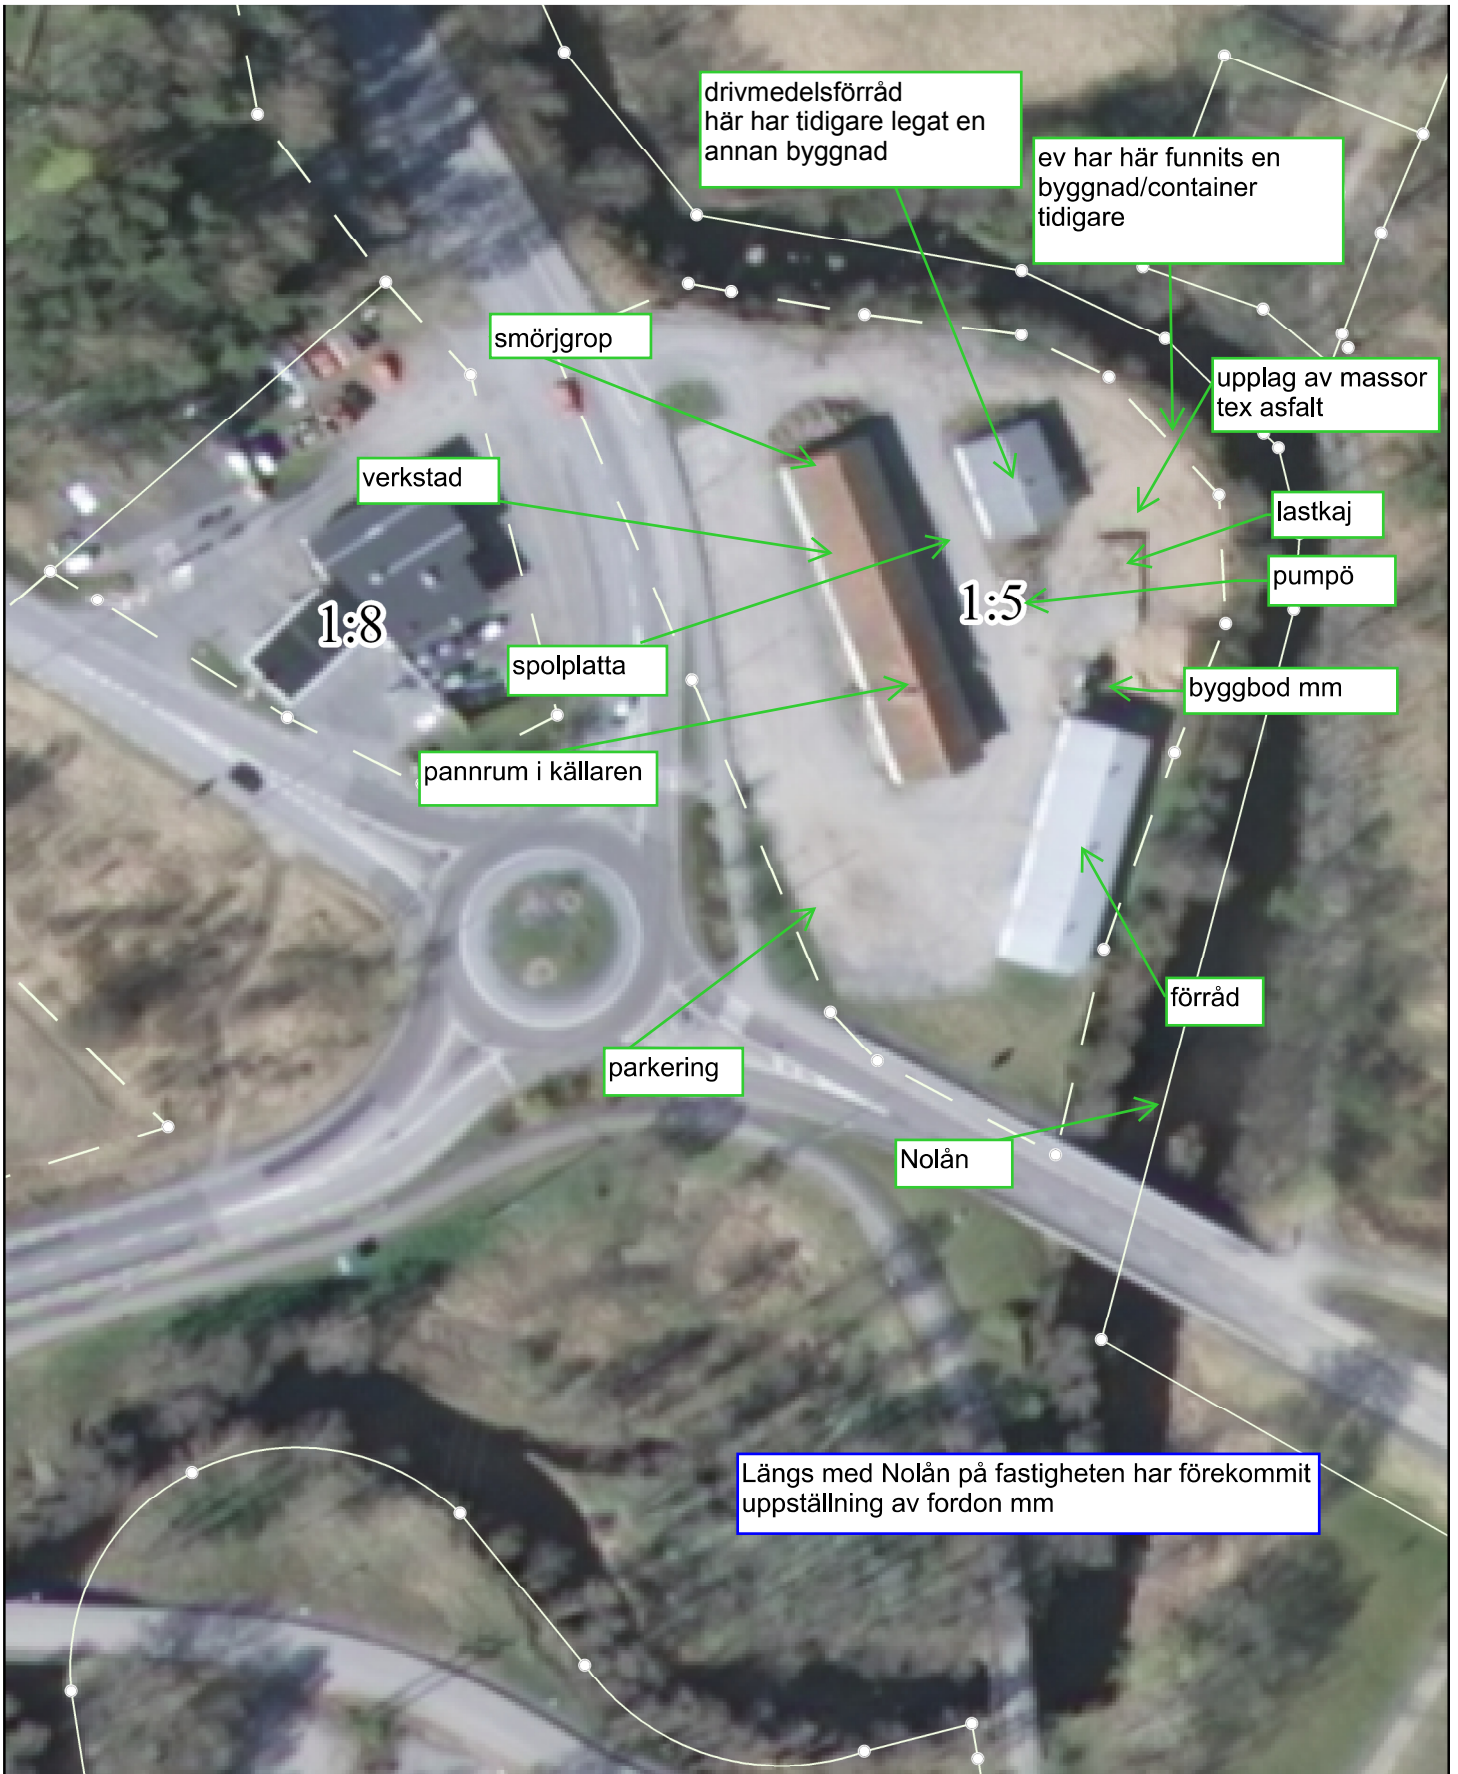 drivmedelsförråd
här har tidigare legat en
annan byggnad
ev har här funnits en
byggnad/container
tidigare
smörjgrop
upplag av massor
tex asfalt
verkstad
lastkaj
pumpö
1:5
1:8
spolplatta
byggbod mm
pannrum i källaren
förråd
parkering
Nolån
Längs med Nolån på fastigheten har förekommit
uppställning av fordon mm